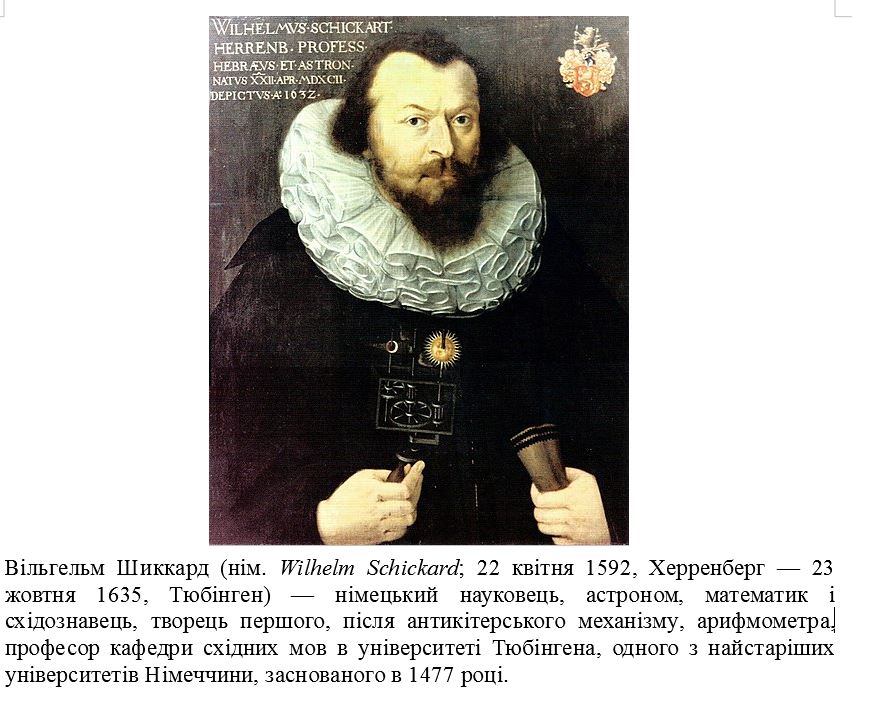 WILHELMVS·SCHICKART·
HERRENB·PROFESS·
HEBRÆVS·ET·ASTRON·
NATVS XXII·APR·MDXCII·
DEPICTVS·A·1632·
Вільгельм Шиккард (нім. Wilhelm Schickard; 22 квітня 1592, Херренберг — 23
жовтня 1635, Тюбінген) — німецький науковець, астроном, математик і
східознавець, творець першого, після антикітерського механізму, арифмометра,
професор кафедри східних мов в університеті Тюбінгена, одного з найстаріших
університетів Німеччини, заснованого в 1477 році.